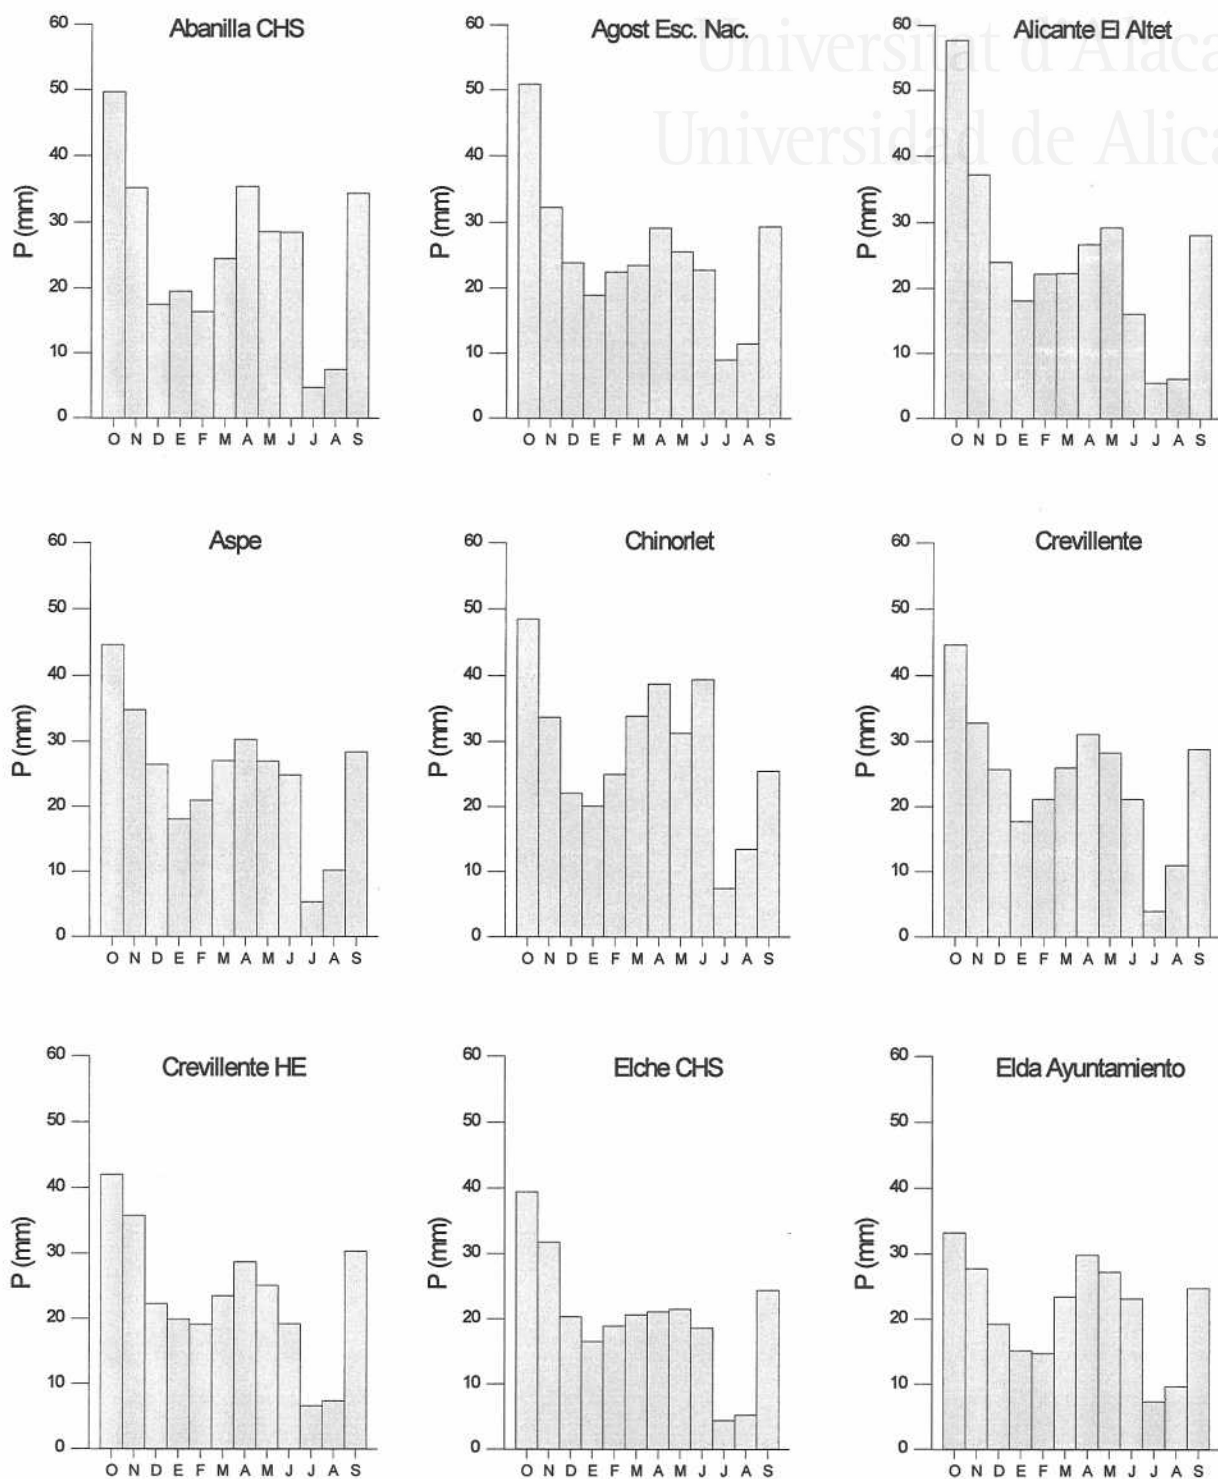 Universitat d'Alaca
Universidad de Alica
Abanilla CHS
Agost Esc. Nac.
Alicante El Altet
60 60 60
50 50 50
40 40 40
30 30 30
20 20 20
10 10 10
0 0 0
P (mm) P (mm) P (mm)
O N D E F M A M J J A S
O N D E F M A M J J A S
O N D E F M A M J J A S
Aspe
Chinorlet
Crevillente
60 60 60
50 50 50
40 40 40
30 30 30
20 20 20
10 10 10
0 0 0
P (mm) P (mm) P (mm)
O N D E F M A M J J A S
O N D E F M A M J J A S
O N D E F M A M J J A S
Crevillente HE
Elche CHS
Elda Ayuntamiento
60 60 60
50 50 50
40 40 40
30 30 30
20 20 20
10 10 10
0 0 0
P (mm) P (mm) P (mm)
O N D E F M A M J J A S
O N D E F M A M J J A S
O N D E F M A M J J A S